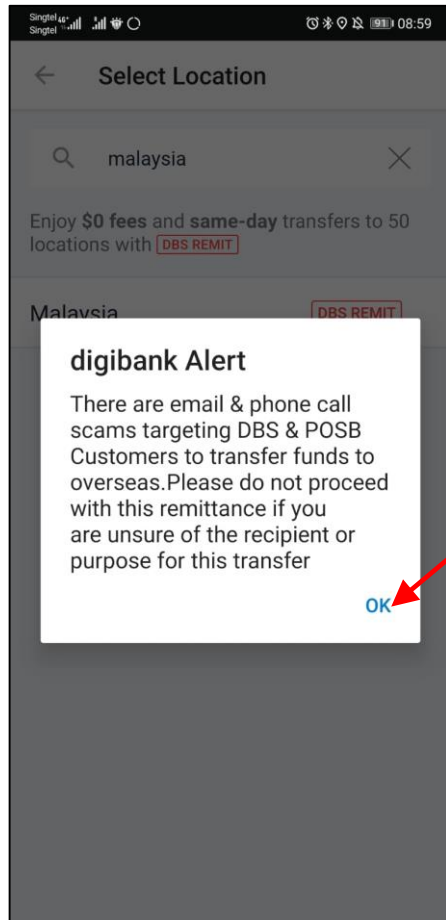 Singtel 4G+ 91 08:59
Singtel
Select Location
malaysia
Enjoy $0 fees and same-day transfers to 50
locations with DBS REMIT
Malaysia DBS REMIT
digibank Alert
There are email & phone call
scams targeting DBS & POSB
Customers to transfer funds to
overseas.Please do not proceed
with this remittance if you
are unsure of the recipient or
purpose for this transfer
OK